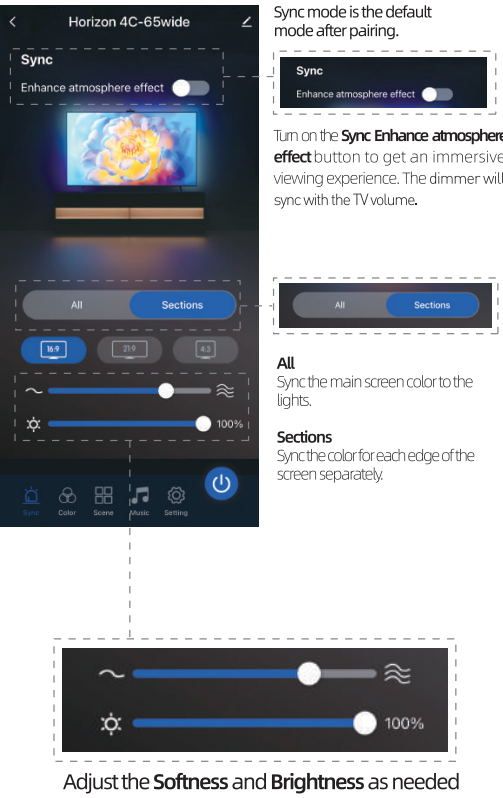 Horizon 4C-65wide
Sync
Enhance atmosphere effect
All
Sections
16:9
21:9
4:3
100%
Sync
Color
Scene
Music
Setting
Sync mode is the default
mode after pairing.
Sync
Enhance atmosphere effect
Turn on the Sync Enhance atmosphere
effect button to get an immersive
viewing experience. The dimmer will
sync with the TV volume.
All
Sections
All
Sync the main screen color to the
lights.
Sections
Sync the color for each edge of the
screen separately.
100%
Adjust the Softness and Brightness as needed